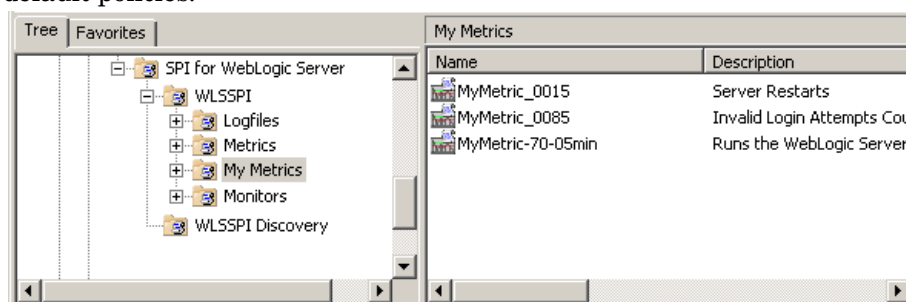 default policies.
Tree Favorites
My Metrics
SPI for WebLogic Server
WLSSPI
Logfiles
Metrics
My Metrics
Monitors
WLSSPI Discovery
Name Description
MyMetric_0015 Server Restarts
MyMetric_0085 Invalid Login Attempts Cou
MyMetric-70-05min Runs the WebLogic Server